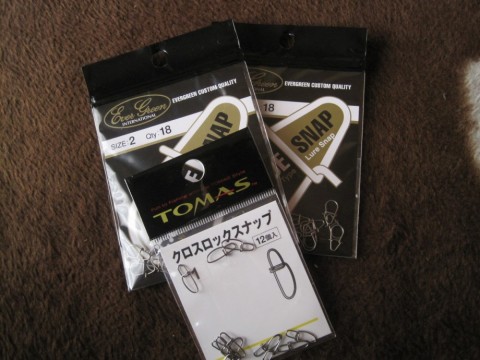 Ever Green
INTERNATIONAL
EVERGREEN CUSTOM QUALITY
SIZE: 2 Qty 18
SNAP
EVERGREEN CUSTOM QUALITY
18
E
SNAP
Lure Snap
TOMAS
クロスロックスナップ
12個入